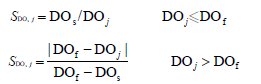 S_{DO, j} = DO_s/DO_j    DO_j⩽DO_f
S_{DO, j} = |DO_f − DO_j| / (DO_f − DO_s)    DO_j > DO_f